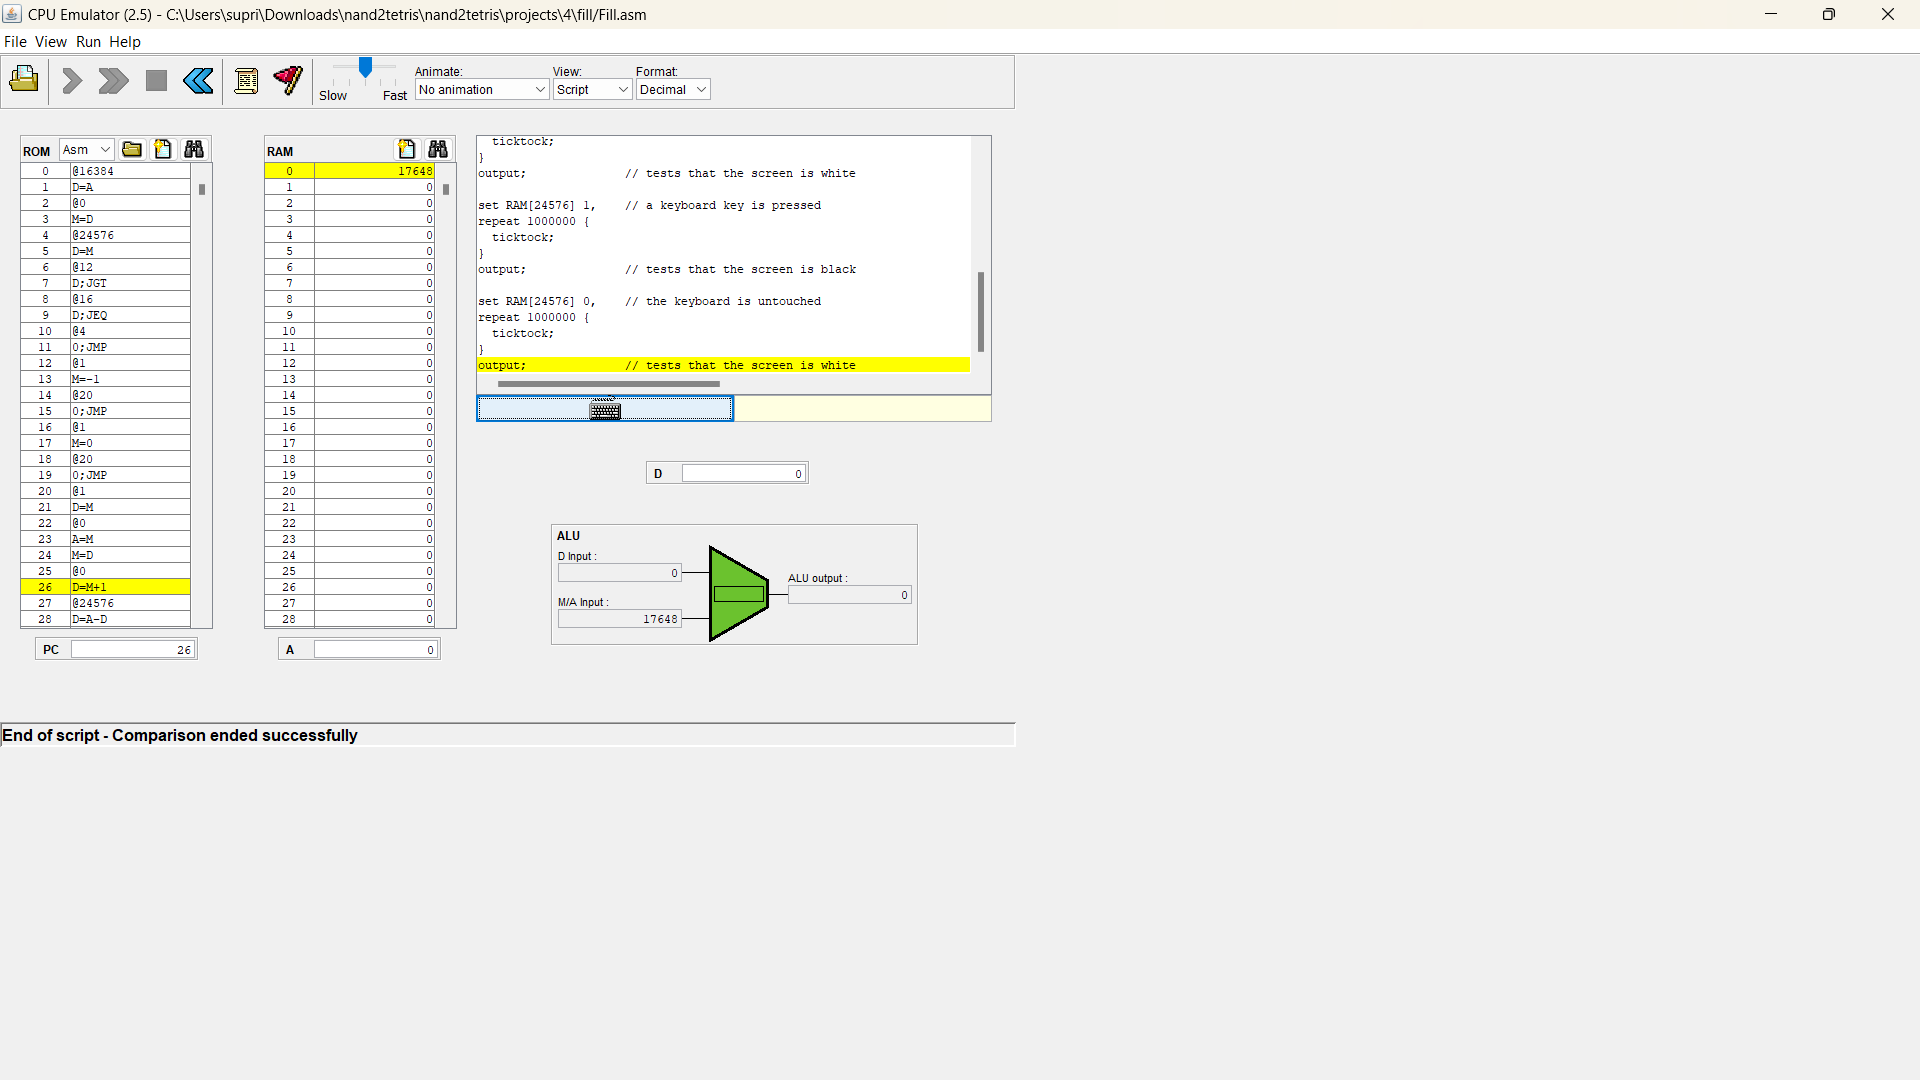 CPU Emulator (2.5) - C:\Users\supri\Downloads\nand2tetris\nand2tetris\projects\4\fill/Fill.asm
File View Run Help
Slow Fast
Animate: View: Format:
No animation Script Decimal
ROM Asm
0 @16384
1 D=A
2 @0
3 M=D
4 @24576
5 D=M
6 @12
7 D;JGT
8 @16
9 D;JEQ
10 @4
11 0;JMP
12 @1
13 M=-1
14 @20
15 0;JMP
16 @1
17 M=0
18 @20
19 0;JMP
20 @1
21 D=M
22 @0
23 A=M
24 M=D
25 @0
26 D=M+1
27 @24576
28 D=A-D
PC 26
RAM
0 17648
1 0
2 0
3 0
4 0
5 0
6 0
7 0
8 0
9 0
10 0
11 0
12 0
13 0
14 0
15 0
16 0
17 0
18 0
19 0
20 0
21 0
22 0
23 0
24 0
25 0
26 0
27 0
28 0
A 0
ticktock;
}
output; // tests that the screen is white
set RAM[24576] 1, // a keyboard key is pressed
repeat 1000000 {
ticktock;
}
output; // tests that the screen is black
set RAM[24576] 0, // the keyboard is untouched
repeat 1000000 {
ticktock;
}
output; // tests that the screen is white
D 0
ALU
D Input :
0
M/A Input :
17648
ALU output :
0
End of script - Comparison ended successfully